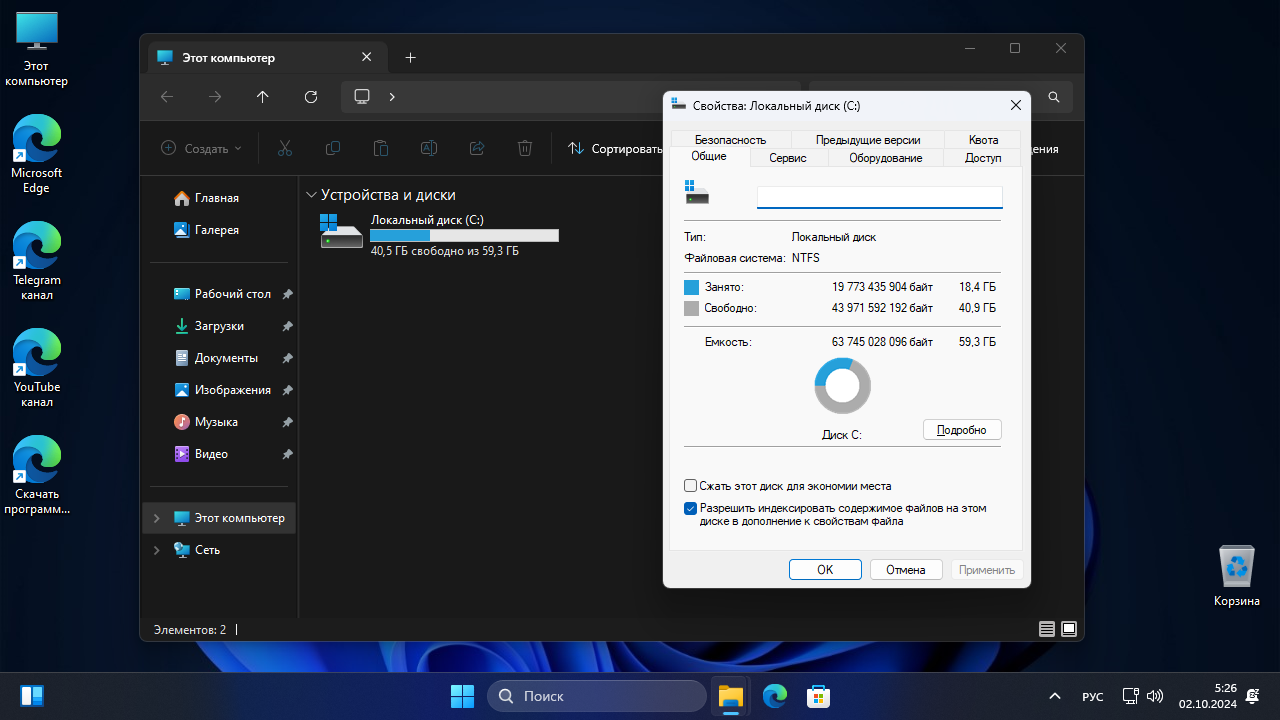 Этот
компьютер
Microsoft
Edge
Telegram
канал
YouTube
канал
Скачать
программ...
Корзина
Этот компьютер
Создать
Сортировать
Главная
Галерея
Рабочий стол
Загрузки
Документы
Изображения
Музыка
Видео
Этот компьютер
Сеть
Устройства и диски
Локальный диск (C:)
40,5 ГБ свободно из 59,3 ГБ
Элементов: 2
Свойства: Локальный диск (C:)
Безопасность Предыдущие версии Квота
Общие Сервис Оборудование Доступ
Тип: Локальный диск
Файловая система: NTFS
Занято: 19 773 435 904 байт 18,4 ГБ
Свободно: 43 971 592 192 байт 40,9 ГБ
Емкость: 63 745 028 096 байт 59,3 ГБ
Диск C:
Подробно
Сжать этот диск для экономии места
Разрешить индексировать содержимое файлов на этом
диске в дополнение к свойствам файла
OK Отмена Применить
Поиск
РУС
5:26
02.10.2024